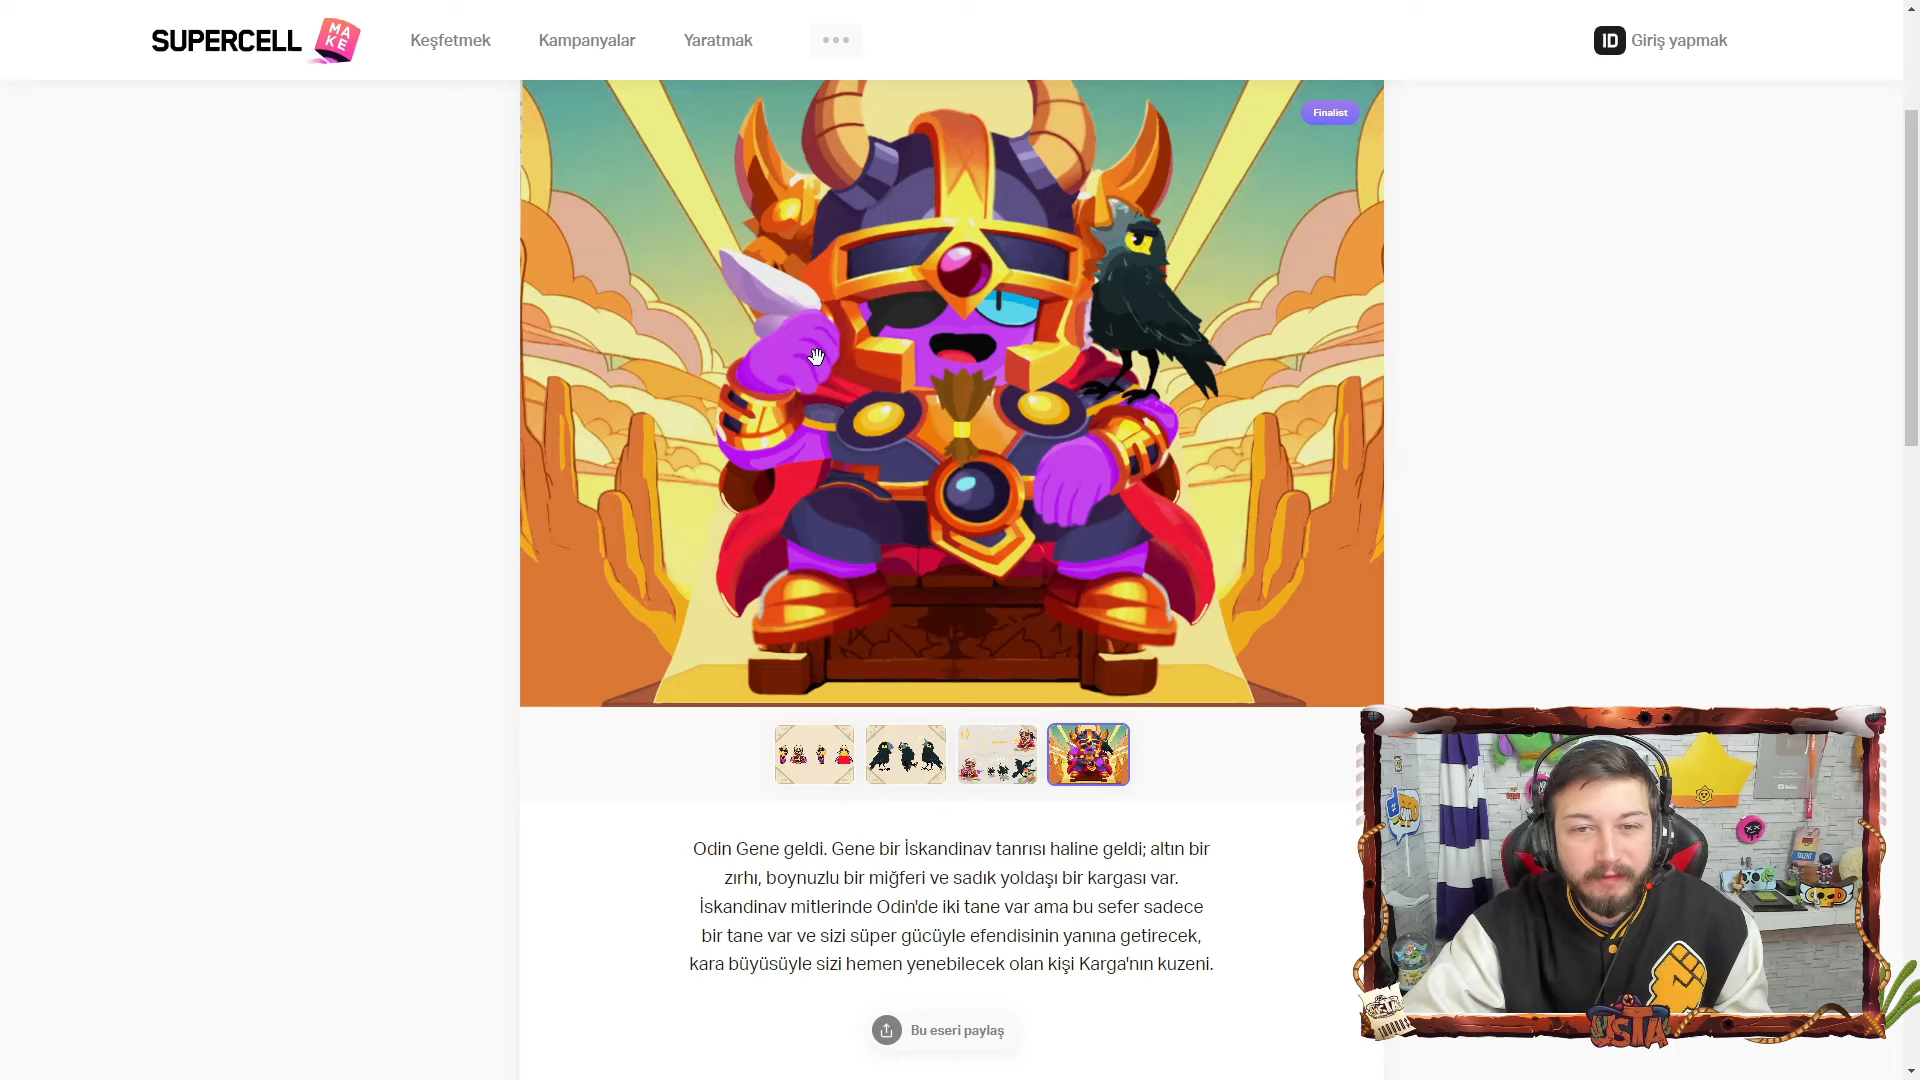 SUPERCELL
MA
KE
Keşfetmek
Kampanyalar
Yaratmak
ID Giriş yapmak
Finalist
Odin Gene geldi. Gene bir İskandinav tanrısı haline geldi; altın bir
zırhı, boynuzlu bir miğferi ve sadık yoldaşı bir kargası var.
İskandinav mitlerinde Odin'de iki tane var ama bu sefer sadece
bir tane var ve sizi süper gücüyle efendisinin yanına getirecek,
kara büyüsüyle sizi hemen yenebilecek olan kişi Karga'nın kuzeni.
Bu eseri paylaş
TALENT
USTA